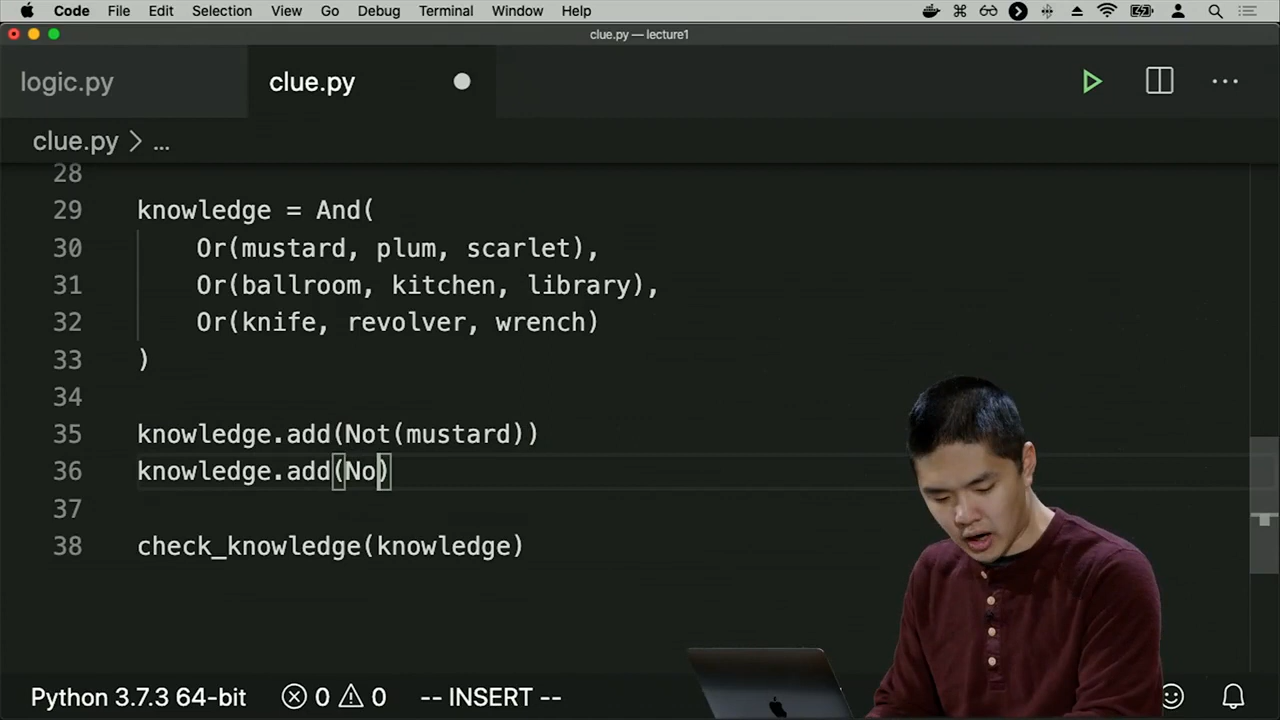 Code File Edit Selection View Go Debug Terminal Window Help
clue.py — lecture1
logic.py clue.py
clue.py > ...
28
29 knowledge = And(
30 Or(mustard, plum, scarlet),
31 Or(ballroom, kitchen, library),
32 Or(knife, revolver, wrench)
33 )
34
35 knowledge.add(Not(mustard))
36 knowledge.add(No)
37
38 check_knowledge(knowledge)
Python 3.7.3 64-bit 0 0 -- INSERT --